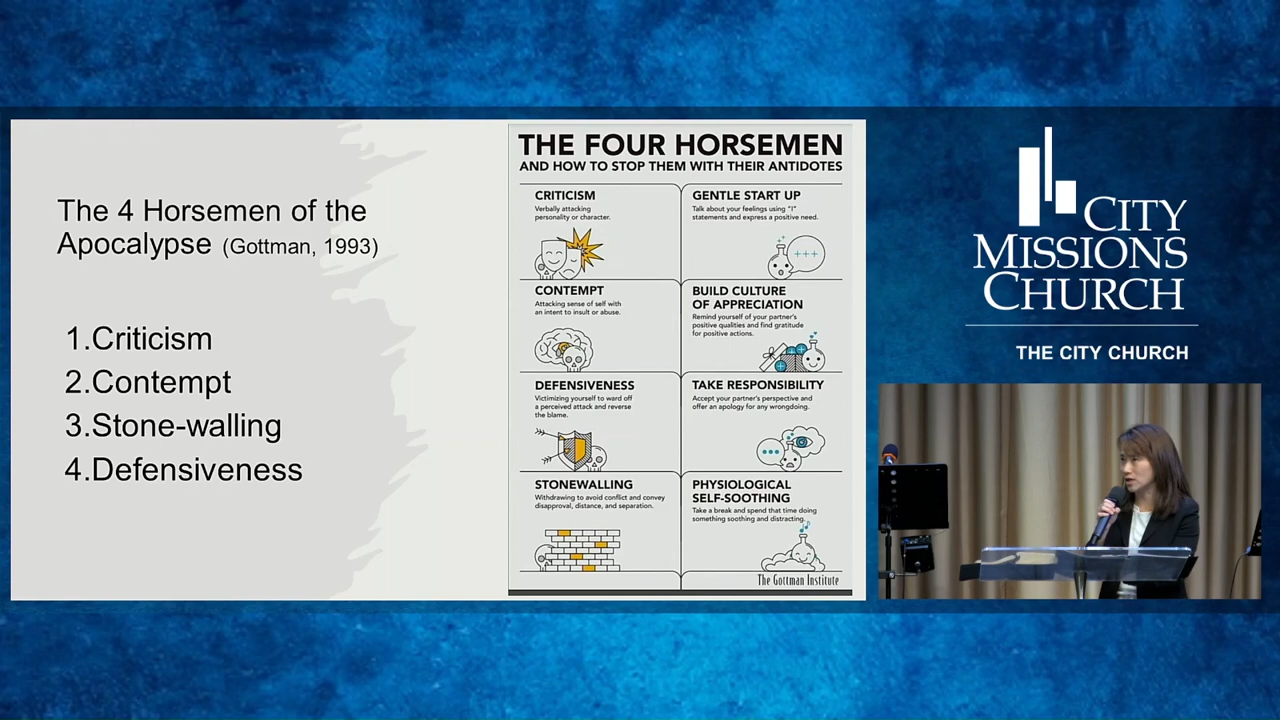 The 4 Horsemen of the
Apocalypse (Gottman, 1993)
1.Criticism
2.Contempt
3.Stone-walling
4.Defensiveness
THE FOUR HORSEMEN
AND HOW TO STOP THEM WITH THEIR ANTIDOTES
CRITICISM
Verbally attacking
personality or character.
GENTLE START UP
Talk about your feelings using "I"
statements and express a positive need.
CONTEMPT
Attacking sense of self with
an intent to insult or abuse.
BUILD CULTURE
OF APPRECIATION
Remind yourself of your partner's
positive qualities and find gratitude
for positive actions.
DEFENSIVENESS
Victimizing yourself to ward off
a perceived attack and reverse
the blame.
TAKE RESPONSIBILITY
Accept your partner's perspective and
offer an apology for any wrongdoing.
STONEWALLING
Withdrawing to avoid conflict and convey
disapproval, distance, and separation.
PHYSIOLOGICAL
SELF-SOOTHING
Take a break and spend that time doing
something soothing and distracting.
The Gottman Institute
CITY
MISSIONS
CHURCH
THE CITY CHURCH